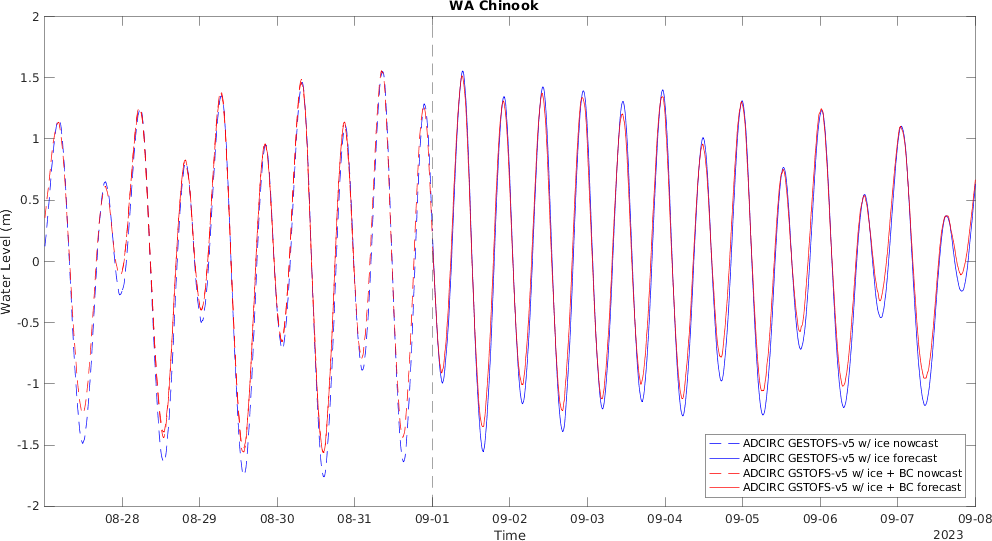 WA Chinook
2
1.5
1
0.5
0
-0.5
-1
-1.5
-2
Water Level (m)
08-28 08-29 08-30 08-31 09-01 09-02 09-03 09-04 09-05 09-06 09-07 09-08
Time
2023
ADCIRC GESTOFS-v5 w/ ice nowcast
ADCIRC GESTOFS-v5 w/ ice forecast
ADCIRC GSTOFS-v5 w/ ice + BC nowcast
ADCIRC GSTOFS-v5 w/ ice + BC forecast